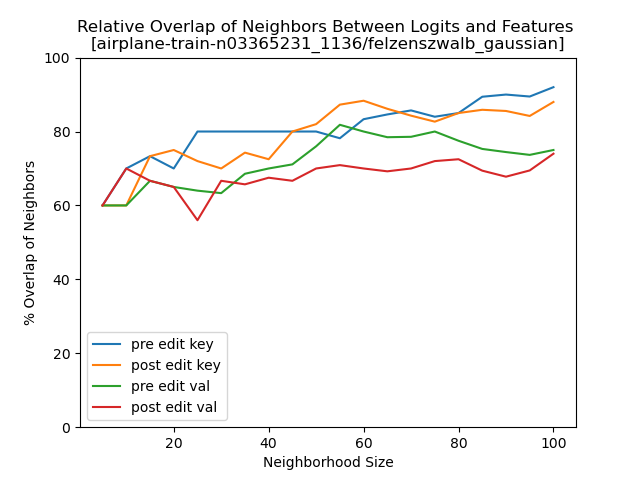 Relative Overlap of Neighbors Between Logits and Features
[airplane-train-n03365231_1136/felzenszwalb_gaussian]
100
80
60
40
20
0
% Overlap of Neighbors
pre edit key
post edit key
pre edit val
post edit val
20 40 60 80 100
Neighborhood Size